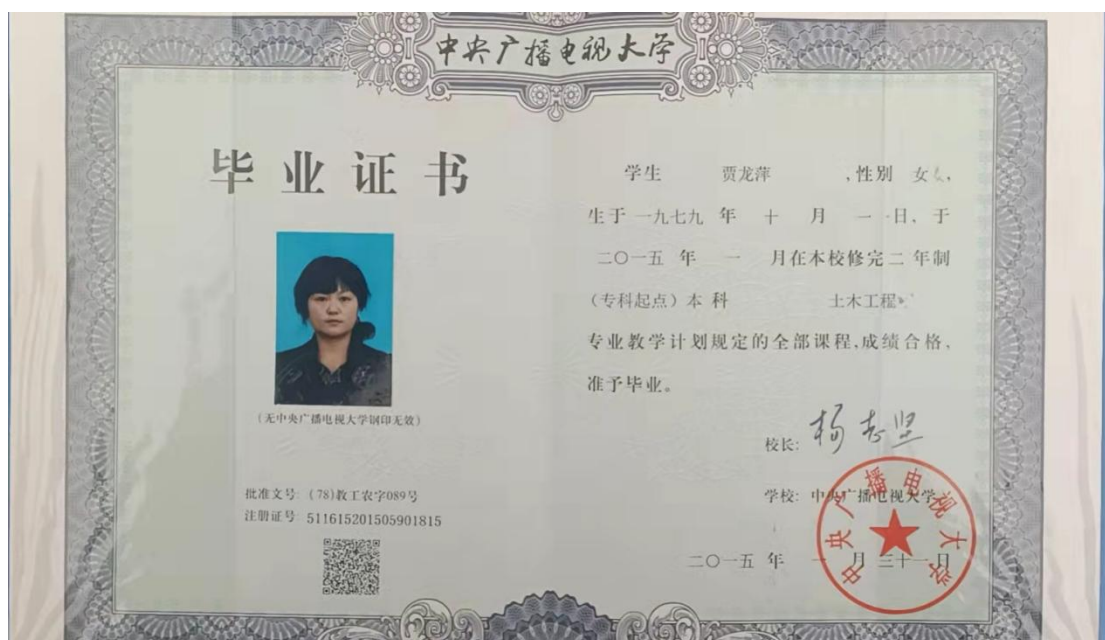 中央广播电视大学
毕业证书
(无中央广播电视大学钢印无效)
批准文号: (78)教工农字089号
注册证号: 511615201505901815
学生 贾龙萍 ,性别 女,
生于 一九七九 年 十 月 一 日, 于
二〇一五 年 一 月在本校修完 二 年制
(专科起点)本 科 土木工程
专业教学计划规定的全部课程,成绩合格,
准予毕业。
校长: 杨志坚
学校: 中央广播电视大学
二〇一五 年 一 月 三十一 日
中央广播电视大学